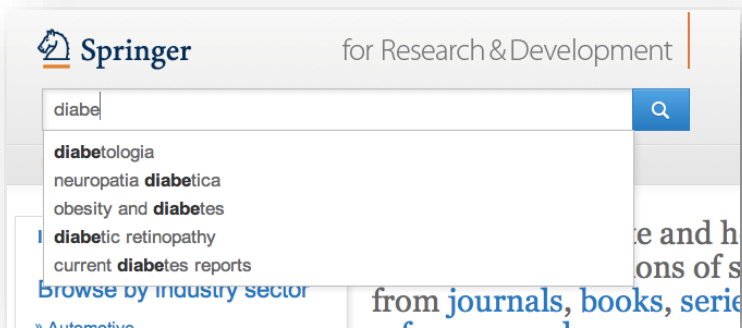 Springer
for Research & Development
diabe
diabetologia
neuropatia diabetica
obesity and diabetes
diabetic retinopathy
current diabetes reports
and h
ons of s
Browse by industry sector
from journals, books, serie
» Automotive